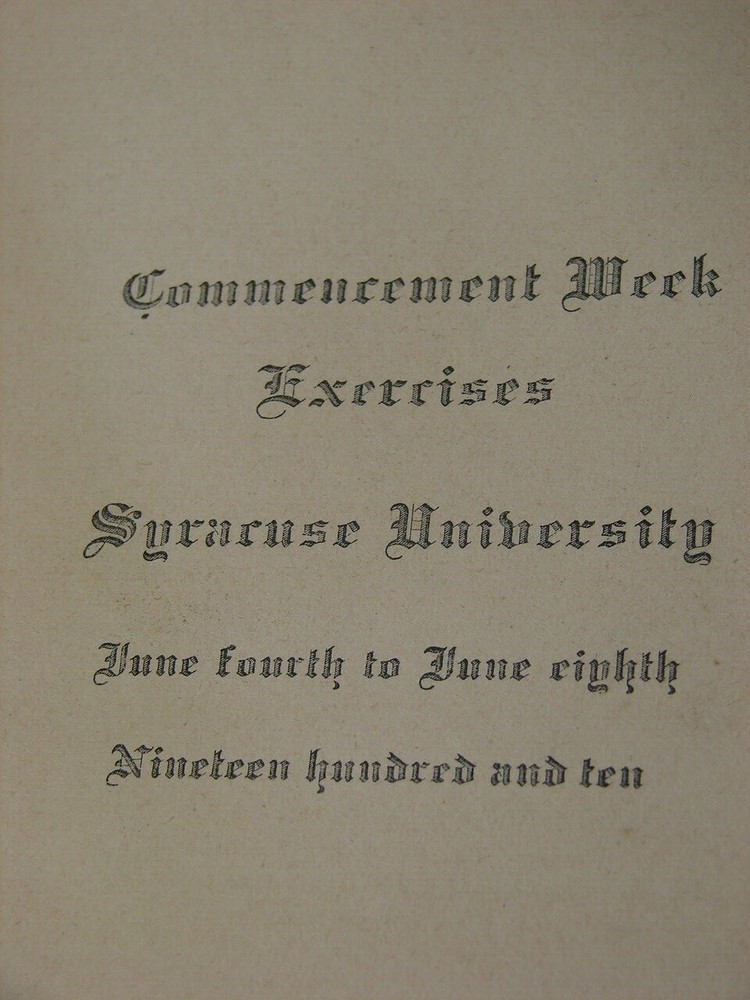 Commencement Week
Exercises
Syracuse University
June fourth to June eighth
Nineteen hundred and ten